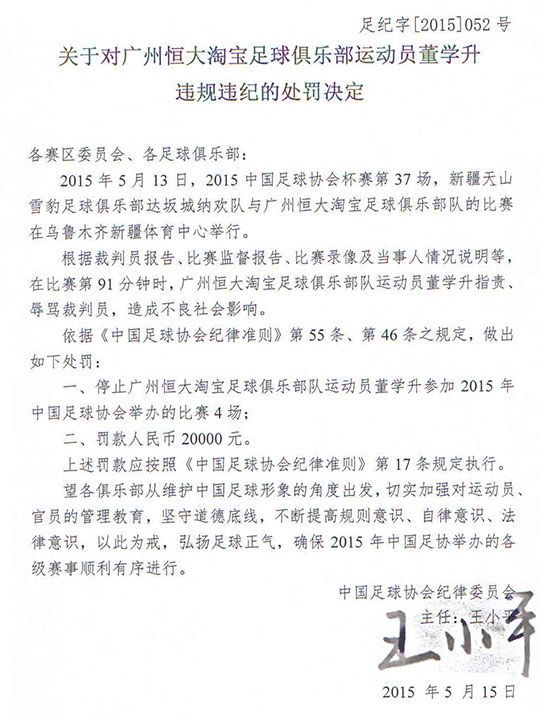 足纪字[2015]052号
关于对广州恒大淘宝足球俱乐部运动员董学升
违规违纪的处罚决定
各赛区委员会、各足球俱乐部：
2015年5月13日，2015中国足球协会杯赛第37场，新疆天山
雪豹足球俱乐部达坂城纳欢队与广州恒大淘宝足球俱乐部队的比赛
在乌鲁木齐新疆体育中心举行。
根据裁判员报告、比赛监督报告、比赛录像及当事人情况说明等，
在比赛第91分钟时，广州恒大淘宝足球俱乐部队运动员董学升指责、
辱骂裁判员，造成不良社会影响。
依据《中国足球协会纪律准则》第55条、第46条之规定，做出
如下处罚：
一、停止广州恒大淘宝足球俱乐部队运动员董学升参加2015年
中国足球协会举办的比赛4场；
二、罚款人民币20000元。
上述罚款应按照《中国足球协会纪律准则》第17条规定执行。
望各俱乐部从维护中国足球形象的角度出发，切实加强对运动员、
官员的管理教育，坚守道德底线，不断提高规则意识、自律意识、法
律意识，以此为戒，弘扬足球正气，确保2015年中国足协举办的各
级赛事顺利有序进行。
中国足球协会纪律委员会
主任：王小平
王小平
2015年5月15日